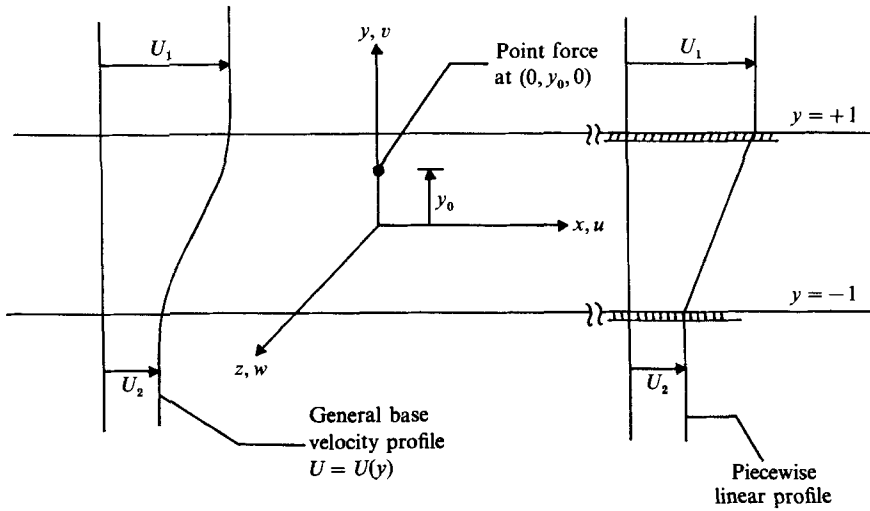 y, v
Point force
at (0, y₀, 0)
U₁
U₁
y = +1
y₀
x, u
y = −1
z, w
U₂
U₂
General base
velocity profile
U = U(y)
Piecewise
linear profile